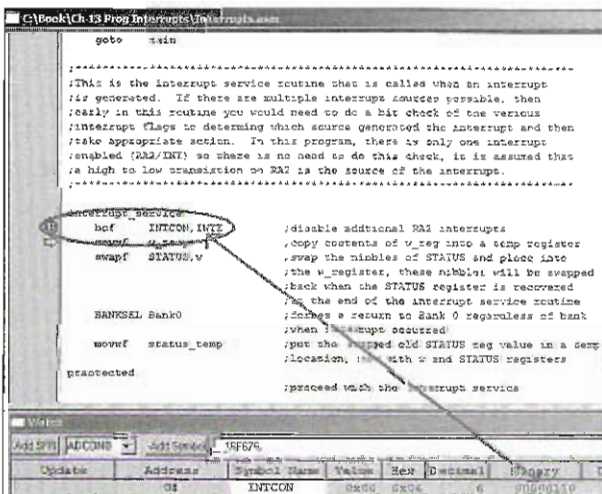 C:\Book\Ch-13 Prog Interrupts\Interrupts.asm
goto main
;*****************************************************************
;This is the interrupt service routine that is called when an interrupt
;is generated. If there are multiple interrupt sources possible, then
;early in this routine you would need to do a bit check of the various
;interrupt flags to determing which source generated the interrupt and then
;take appropriate action. In this program, there is only one interrupt
;enabled (RA2/INT) so there is no need to do this check, it is assumed that
;a high to low transistion on RA2 is the source of the interrupt.
;*****************************************************************
interrupt_service
bcf INTCON,INTE ;disable addtional RA2 interrupts
movwf w_temp ;copy contents of w_reg into a temp register
swapf STATUS,w ;swap the nibbles of STATUS and place into
;the w_register, these nibbles will be swapped
;back when the STATUS register is recovered
;at the end of the interrupt service routine
BANKSEL Bank0 ;forces a return to Bank 0 regardless of bank
;when interrupt occurred
movwf status_temp ;put the swapped old STATUS reg value in a temp
;location, with w and STATUS registers
praotected
;proceed with the interrupt service
Watch
Add SFR ADCON0 Add Symbol _16F676
Update Address Symbol Name Value Hex Decimal Binary
0B INTCON 0x06 0x06 6 00000110